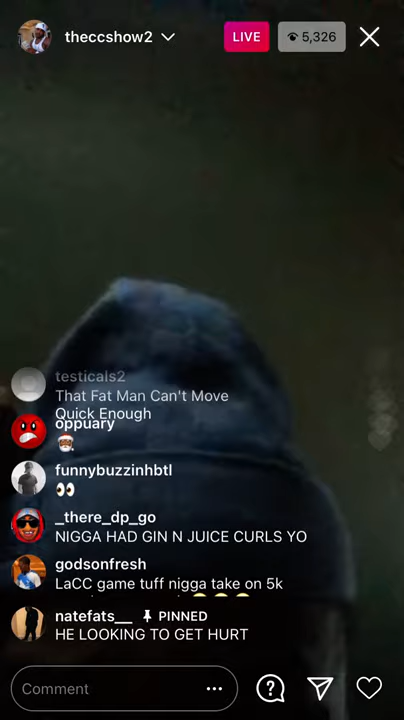 theccshow2
LIVE
5,326
testicals2
That Fat Man Can't Move
Quick Enough
oppuary
funnybuzzinhbtl
_there_dp_go
NIGGA HAD GIN N JUICE CURLS YO
godsonfresh
LaCC game tuff nigga take on 5k
natefats__ PINNED
HE LOOKING TO GET HURT
Comment